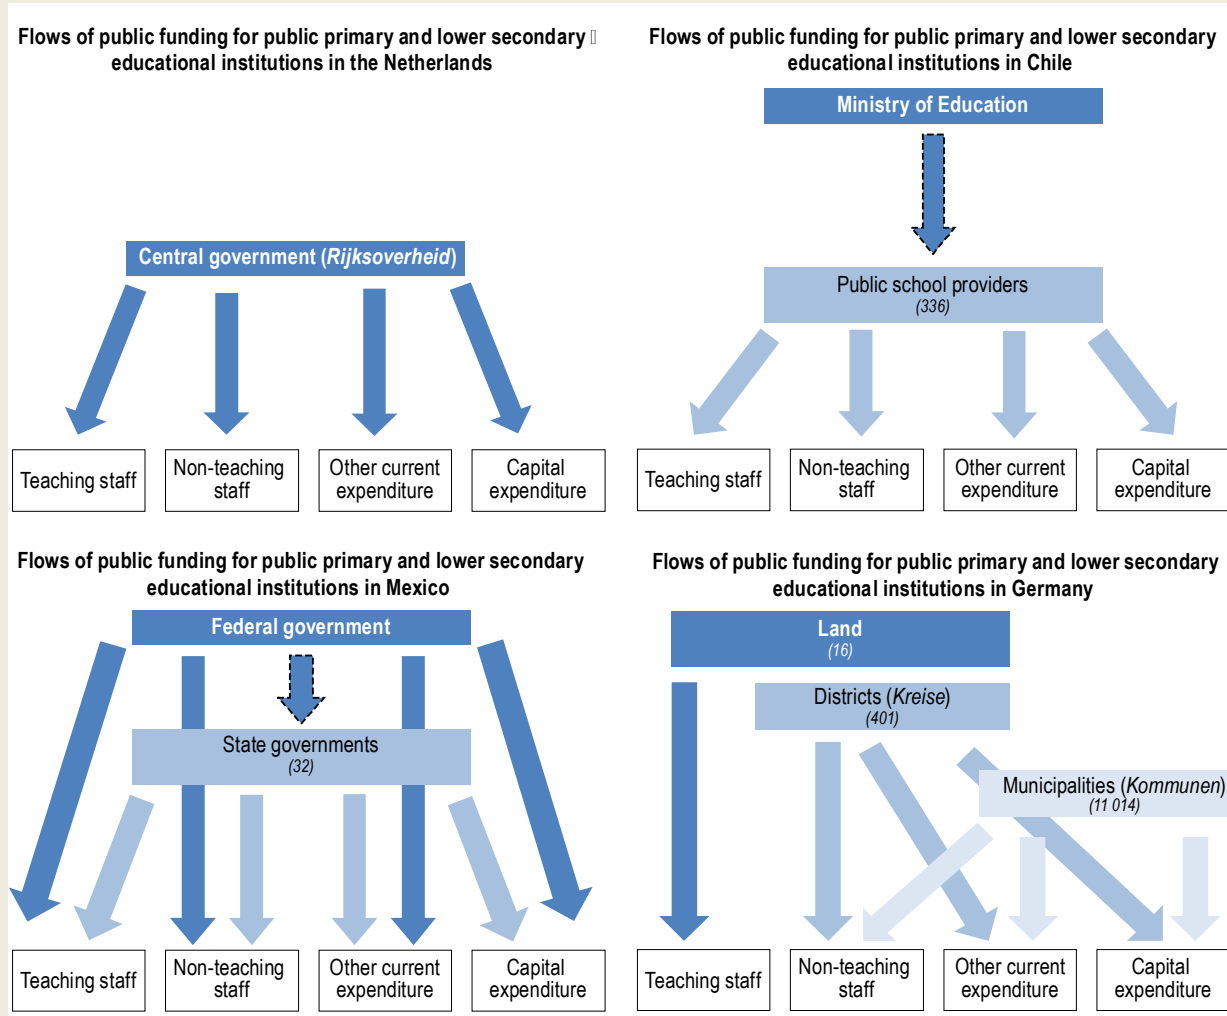 Flows of public funding for public primary and lower secondary
educational institutions in the Netherlands
Central government (Rijksoverheid)
Teaching staff
Non-teaching
staff
Other current
expenditure
Capital
expenditure
Flows of public funding for public primary and lower secondary
educational institutions in Chile
Ministry of Education
Public school providers
(336)
Teaching staff
Non-teaching
staff
Other current
expenditure
Capital
expenditure
Flows of public funding for public primary and lower secondary
educational institutions in Mexico
Federal government
State governments
(32)
Teaching staff
Non-teaching
staff
Other current
expenditure
Capital
expenditure
Flows of public funding for public primary and lower secondary
educational institutions in Germany
Land
(16)
Districts (Kreise)
(401)
Municipalities (Kommunen)
(11 014)
Teaching staff
Non-teaching
staff
Other current
expenditure
Capital
expenditure